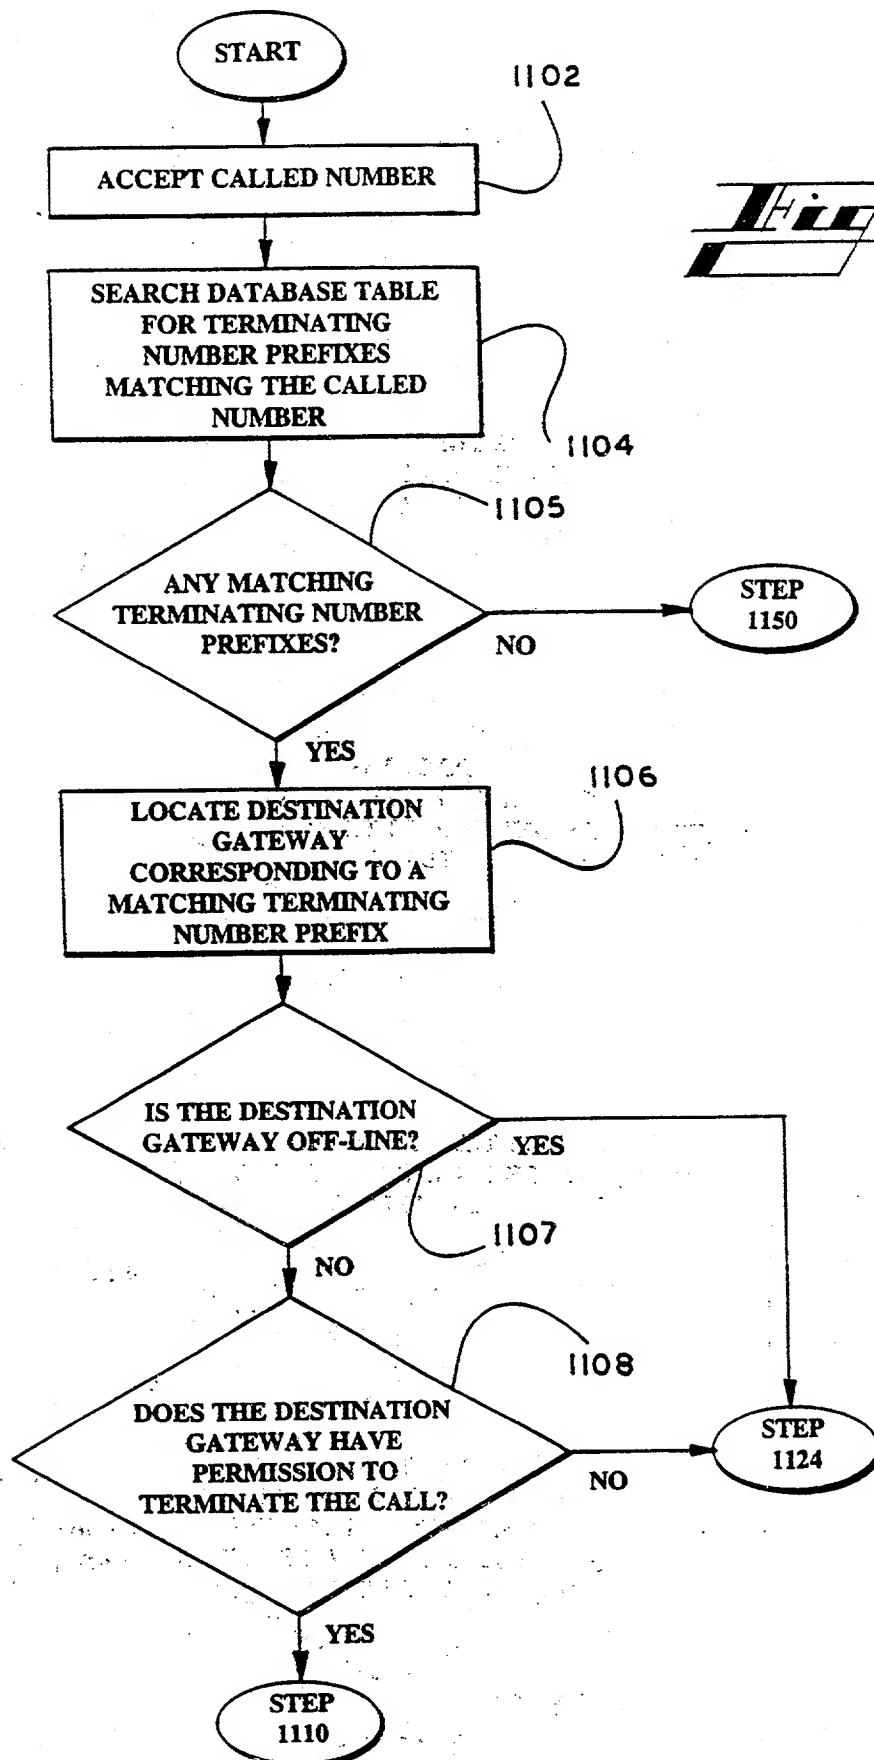 START
1102
ACCEPT CALLED NUMBER
Fig
SEARCH DATABASE TABLE
FOR TERMINATING
NUMBER PREFIXES
MATCHING THE CALLED
NUMBER
1104
1105
ANY MATCHING
TERMINATING NUMBER
PREFIXES?
NO
STEP
1150
YES
1106
LOCATE DESTINATION
GATEWAY
CORRESPONDING TO A
MATCHING TERMINATING
NUMBER PREFIX
IS THE DESTINATION
GATEWAY OFF-LINE?
YES
1107
NO
1108
DOES THE DESTINATION
GATEWAY HAVE
PERMISSION TO
TERMINATE THE CALL?
NO
STEP
1124
YES
STEP
1110